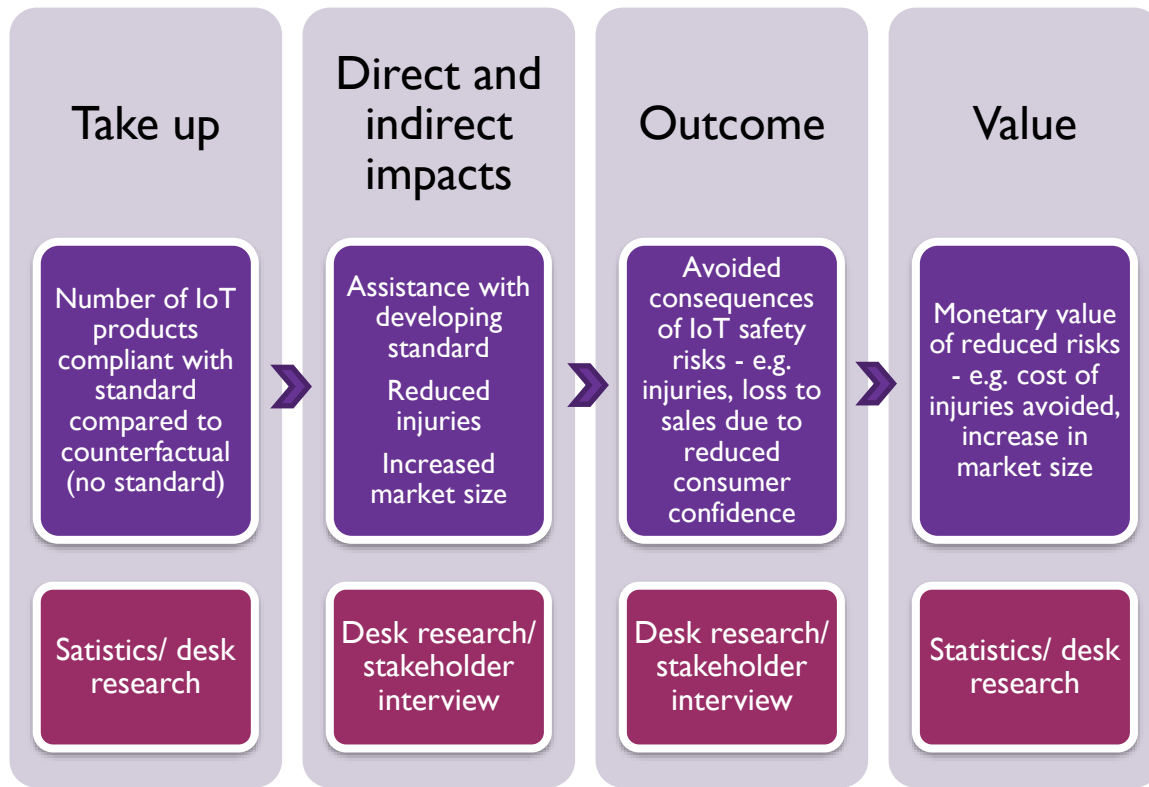 Take up
Number of IoT
products
compliant with
standard
compared to
counterfactual
(no standard)
Satistics/ desk
research
Direct and
indirect
impacts
Assistance with
developing
standard
Reduced
injuries
Increased
market size
Desk research/
stakeholder
interview
Outcome
Avoided
consequences
of IoT safety
risks - e.g.
injuries, loss to
sales due to
reduced
consumer
confidence
Desk research/
stakeholder
interview
Value
Monetary value
of reduced risks
- e.g. cost of
injuries avoided,
increase in
market size
Statistics/ desk
research